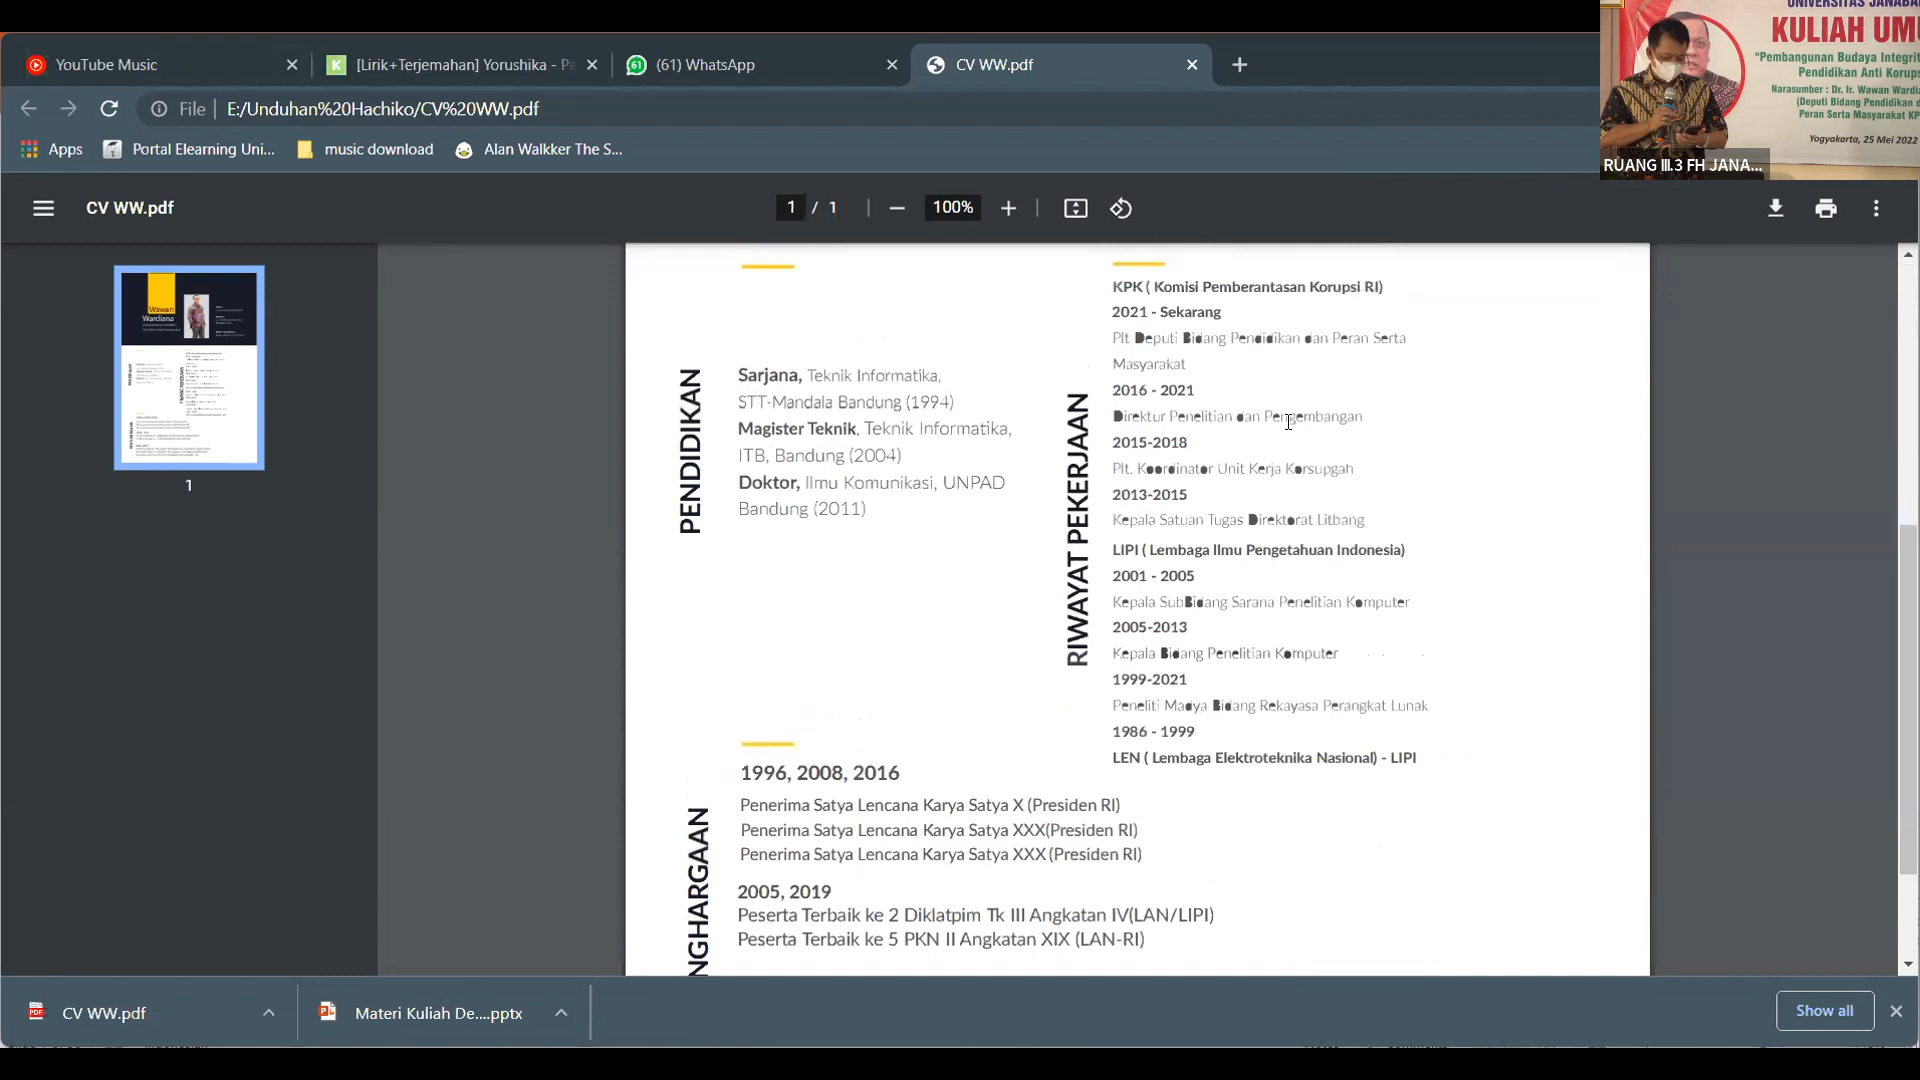 YouTube Music
[Lirik+Terjemahan] Yorushika - Pa
(61) WhatsApp
CV WW.pdf
File
E:/Unduhan%20Hachiko/CV%20WW.pdf
Apps
Portal Elearning Uni...
music download
Alan Walkker The S...
UNIVERSITAS JANABA
KULIAH UMU
"Pembangunan Budaya Integrit
Pendidikan Anti Korups
Narasumber : Dr. Ir. Wawan Wardia
(Deputi Bidang Pendidikan d
Peran Serta Masyarakat KP
Yogyakarta, 25 Mei 2022
RUANG III.3 FH JANA...
CV WW.pdf
1 / 1
100%
Wawan
Wardiana
1
PENDIDIKAN
Sarjana, Teknik Informatika,
STT-Mandala Bandung (1994)
Magister Teknik, Teknik Informatika,
ITB, Bandung (2004)
Doktor, Ilmu Komunikasi, UNPAD
Bandung (2011)
RIWAYAT PEKERJAAN
KPK ( Komisi Pemberantasan Korupsi RI)
2021 - Sekarang
Plt Deputi Bidang Pendidikan dan Peran Serta
Masyarakat
2016 - 2021
Direktur Penelitian dan Pengembangan
2015-2018
Plt. Koordinator Unit Kerja Korsupgah
2013-2015
Kepala Satuan Tugas Direktorat Litbang
LIPI ( Lembaga Ilmu Pengetahuan Indonesia)
2001 - 2005
Kepala SubBidang Sarana Penelitian Komputer
2005-2013
Kepala Bidang Penelitian Komputer
1999-2021
Peneliti Madya Bidang Rekayasa Perangkat Lunak
1986 - 1999
LEN ( Lembaga Elektroteknika Nasional) - LIPI
NGHARGAAN
1996, 2008, 2016
Penerima Satya Lencana Karya Satya X (Presiden RI)
Penerima Satya Lencana Karya Satya XXX(Presiden RI)
Penerima Satya Lencana Karya Satya XXX (Presiden RI)
2005, 2019
Peserta Terbaik ke 2 Diklatpim Tk III Angkatan IV(LAN/LIPI)
Peserta Terbaik ke 5 PKN II Angkatan XIX (LAN-RI)
CV WW.pdf
Materi Kuliah De....pptx
Show all